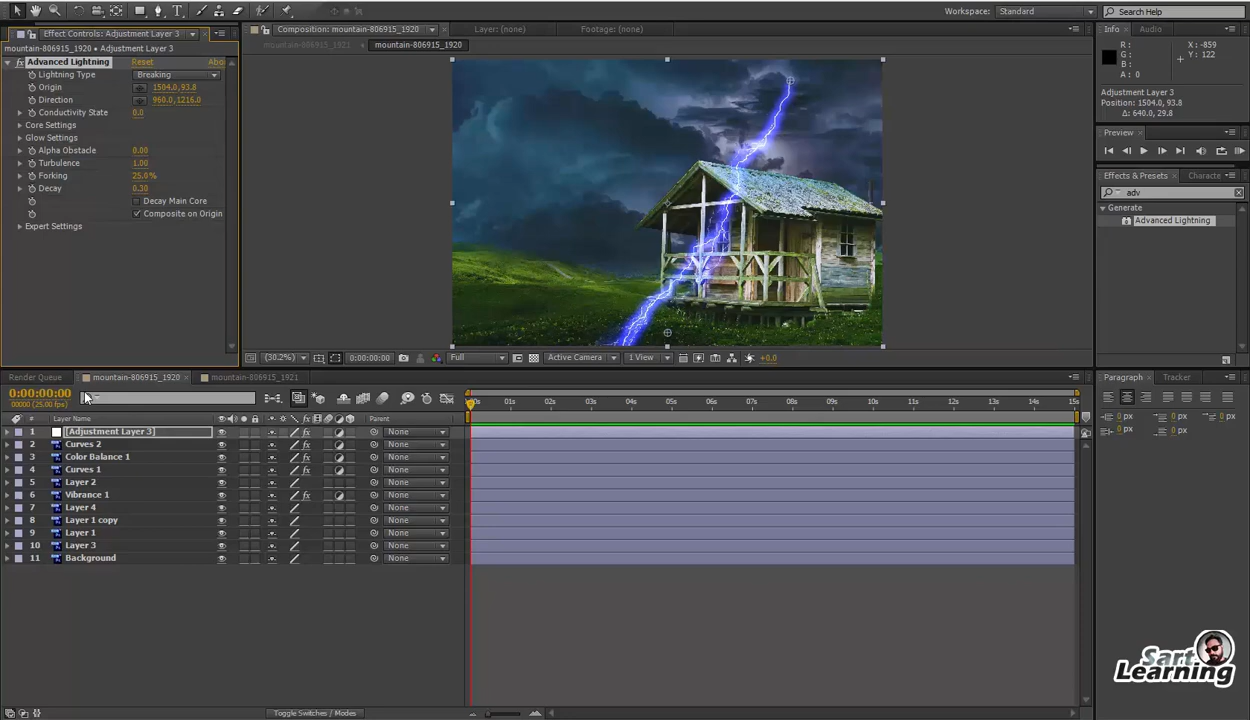 Workspace: Standard
Search Help
Effect Controls: Adjustment Layer 3
mountain-806915_1920 • Adjustment Layer 3
Advanced Lightning Reset Abo
Lightning Type Breaking
Origin 1504.0,93.8
Direction 960.0,1216.0
Conductivity State 0.0
Core Settings
Glow Settings
Alpha Obstacle 0.00
Turbulence 1.00
Forking 25.0%
Decay 0.30
Decay Main Core
Composite on Origin
Expert Settings
Composition: mountain-806915_1920
Layer: (none)
Footage: (none)
mountain-806915_1921
mountain-806915_1920
(30.2%)
0:00:00:00
Full
Active Camera
1 View
+0.0
Info
Audio
R :
G :
B :
A : 0
X : -859
Y : 122
Adjustment Layer 3
Position: 1504.0, 93.8
Δ: 640.0, 29.8
Preview
Effects & Presets
Characte
adv
Generate
Advanced Lightning
Render Queue
mountain-806915_1920
mountain-806915_1921
0:00:00:00
00000 (25.00 fps)
# Layer Name
Parent
1 [Adjustment Layer 3] fx None
2 Curves 2 fx None
3 Color Balance 1 fx None
4 Curves 1 fx None
5 Layer 2 None
6 Vibrance 1 fx None
7 Layer 4 None
8 Layer 1 copy None
9 Layer 1 None
10 Layer 3 None
11 Background None
01s 02s 03s 04s 05s 06s 07s 08s 09s 10s 11s 12s 13s 14s 15s
Paragraph
Tracker
0 px 0 px
0 px 0 px
0 px
Toggle Switches / Modes
Sart
Learning